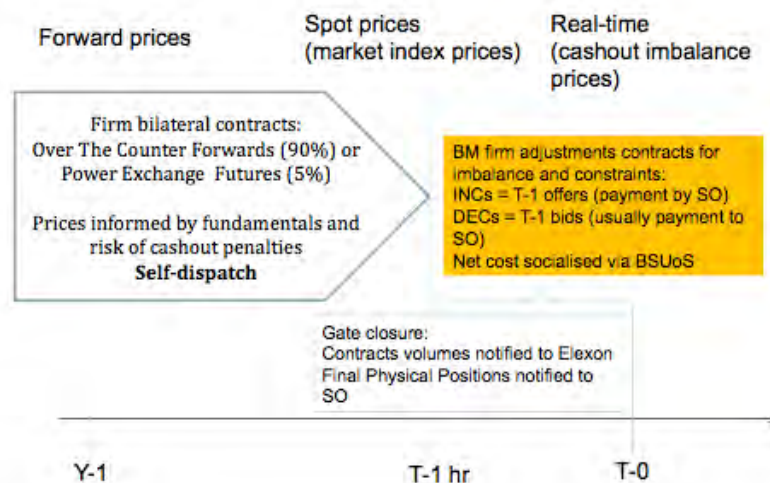 Forward prices
Spot prices
(market index prices)
Real-time
(cashout imbalance
prices)
Firm bilateral contracts:
Over The Counter Forwards (90%) or
Power Exchange Futures (5%)
Prices informed by fundamentals and
risk of cashout penalties
Self-dispatch
BM firm adjustments contracts for
imbalance and constraints:
INCs = T-1 offers (payment by SO)
DECs = T-1 bids (usually payment to
SO)
Net cost socialised via BSUoS
Gate closure:
Contracts volumes notified to Elexon
Final Physical Positions notified to
SO
Y-1
T-1 hr
T-0